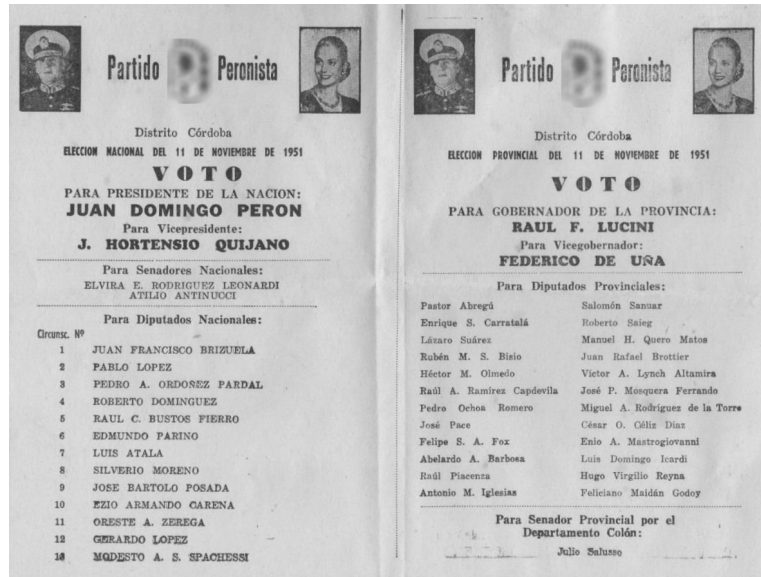 Partido Peronista
Distrito Córdoba
ELECCION NACIONAL DEL 11 DE NOVIEMBRE DE 1951
VOTO
PARA PRESIDENTE DE LA NACION:
JUAN DOMINGO PERON
Para Vicepresidente:
J. HORTENSIO QUIJANO
Para Senadores Nacionales:
ELVIRA E. RODRIGUEZ LEONARDI
ATILIO ANTINUCCI
Para Diputados Nacionales:
Circunsc. Nº
1 JUAN FRANCISCO BRIZUELA
2 PABLO LOPEZ
3 PEDRO A. ORDOÑEZ PARDAL
4 ROBERTO DOMINGUEZ
5 RAUL C. BUSTOS FIERRO
6 EDMUNDO PARINO
7 LUIS ATALA
8 SILVERIO MORENO
9 JOSE BARTOLO POSADA
10 EZIO ARMANDO CARENA
11 ORESTE A. ZEREGA
12 GERARDO LOPEZ
13 MODESTO A. S. SPACHESSI
Partido Peronista
Distrito Córdoba
ELECCION PROVINCIAL DEL 11 DE NOVIEMBRE DE 1951
VOTO
PARA GOBERNADOR DE LA PROVINCIA:
RAUL F. LUCINI
Para Vicegobernador:
FEDERICO DE UÑA
Para Diputados Provinciales:
Pastor Abregú Salomón Sanuar
Enrique S. Carratalá Roberto Saieg
Lázaro Suárez Manuel H. Quero Matos
Rubén M. S. Bisio Juan Rafael Brottier
Héctor M. Olmedo Víctor A. Lynch Altamira
Raúl A. Ramírez Capdevila José P. Mosquera Ferrando
Pedro Ochoa Romero Miguel A. Rodríguez de la Torre
José Pace César O. Céliz Díaz
Felipe S. A. Fox Enio A. Mastrogiovanni
Abelardo A. Barbosa Luis Domingo Icardi
Raúl Piacenza Hugo Virgilio Reyna
Antonio M. Iglesias Feliciano Maidán Godoy
Para Senador Provincial por el
Departamento Colón:
Julio Salusso